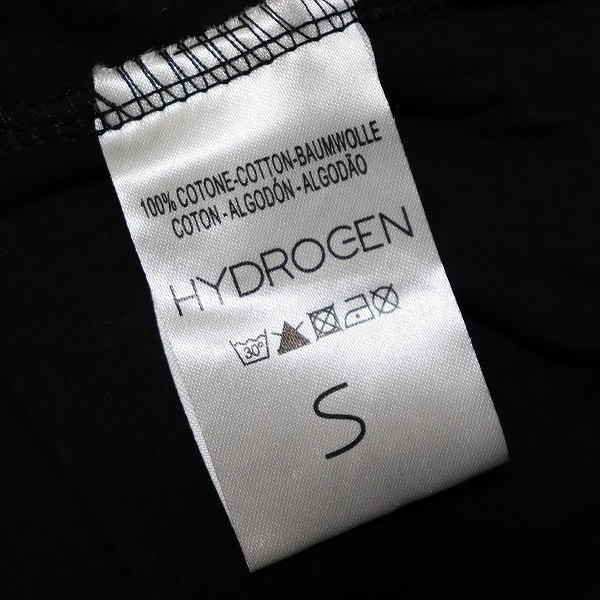 100% COTONE-COTTON-BAUMWOLLE
COTON-ALGODÓN-ALGODÃO
HYDROGEN
30°
S